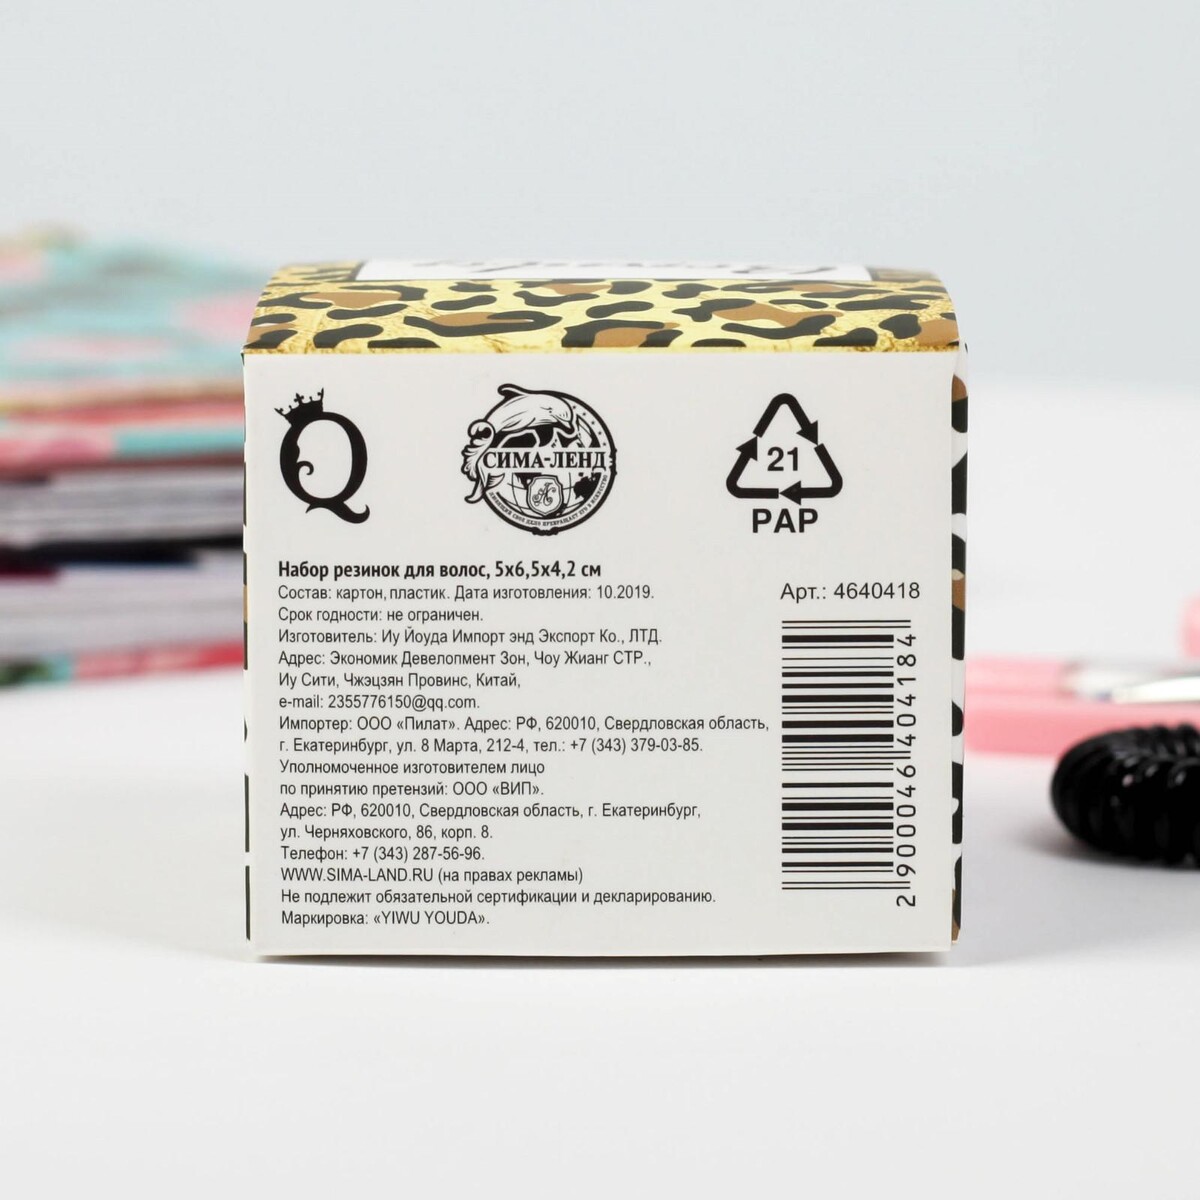 Q
СИМА-ЛЕНД
21
PAP
Набор резинок для волос, 5х6,5х4,2 см
Состав: картон, пластик. Дата изготовления: 10.2019.
Срок годности: не ограничен.
Изготовитель: Иу Йоуда Импорт энд Экспорт Ко., ЛТД.
Адрес: Экономик Девелопмент Зон, Чоу Жианг СТР.,
Иу Сити, Чжэцзян Провинс, Китай,
e-mail: 2355776150@qq.com.
Импортер: ООО «Пилат». Адрес: РФ, 620010, Свердловская область,
г. Екатеринбург, ул. 8 Марта, 212-4, тел.: +7 (343) 379-03-85.
Уполномоченное изготовителем лицо
по принятию претензий: ООО «ВИП».
Адрес: РФ, 620010, Свердловская область, г. Екатеринбург,
ул. Черняховского, 86, корп. 8.
Телефон: +7 (343) 287-56-96.
WWW.SIMA-LAND.RU (на правах рекламы)
Не подлежит обязательной сертификации и декларированию.
Маркировка: «YIWU YOUDA».
Арт.: 4640418
2900046404184